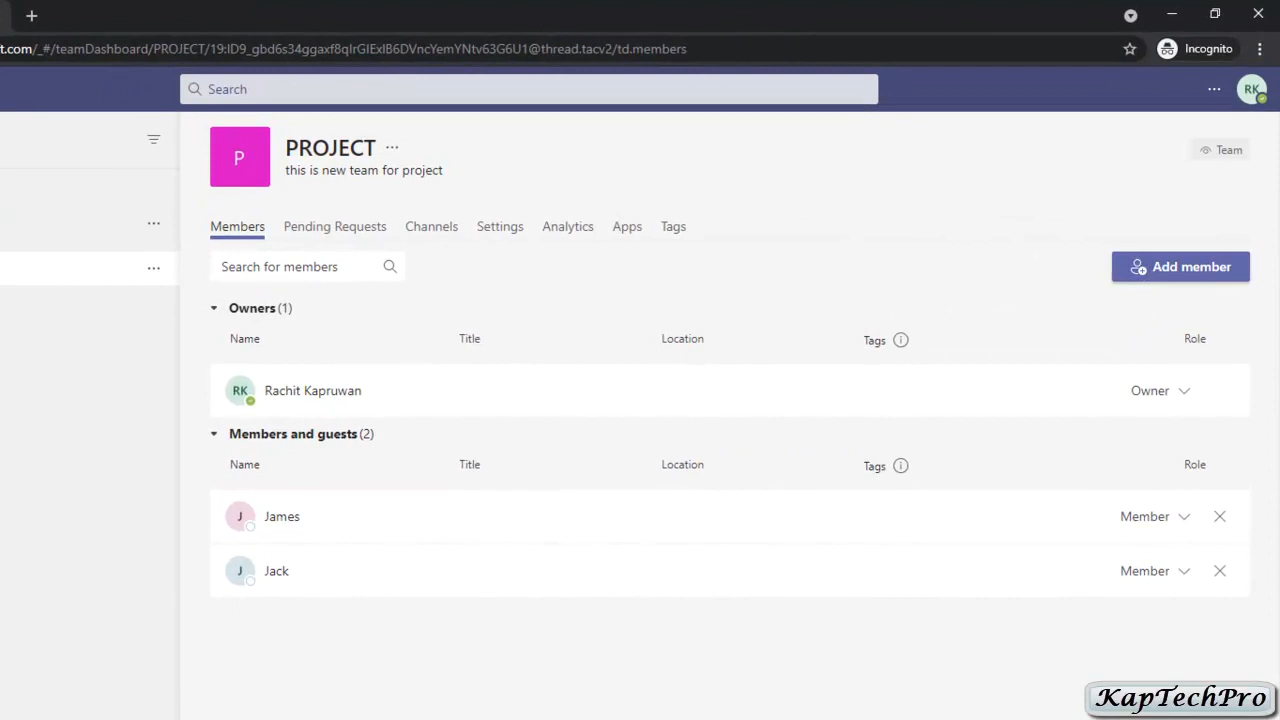 t.com/_#/teamDashboard/PROJECT/19:ID9_gbd6s34ggaxf8qIrGIExIB6DVncYemYNtv63G6U1@thread.tacv2/td.members
Incognito
Search
RK
P
PROJECT ...
this is new team for project
Team
Members Pending Requests Channels Settings Analytics Apps Tags
Search for members
Add member
Owners (1)
Name Title Location Tags Role
RK Rachit Kapruwan Owner
Members and guests (2)
Name Title Location Tags Role
J James Member
J Jack Member
KapTechPro